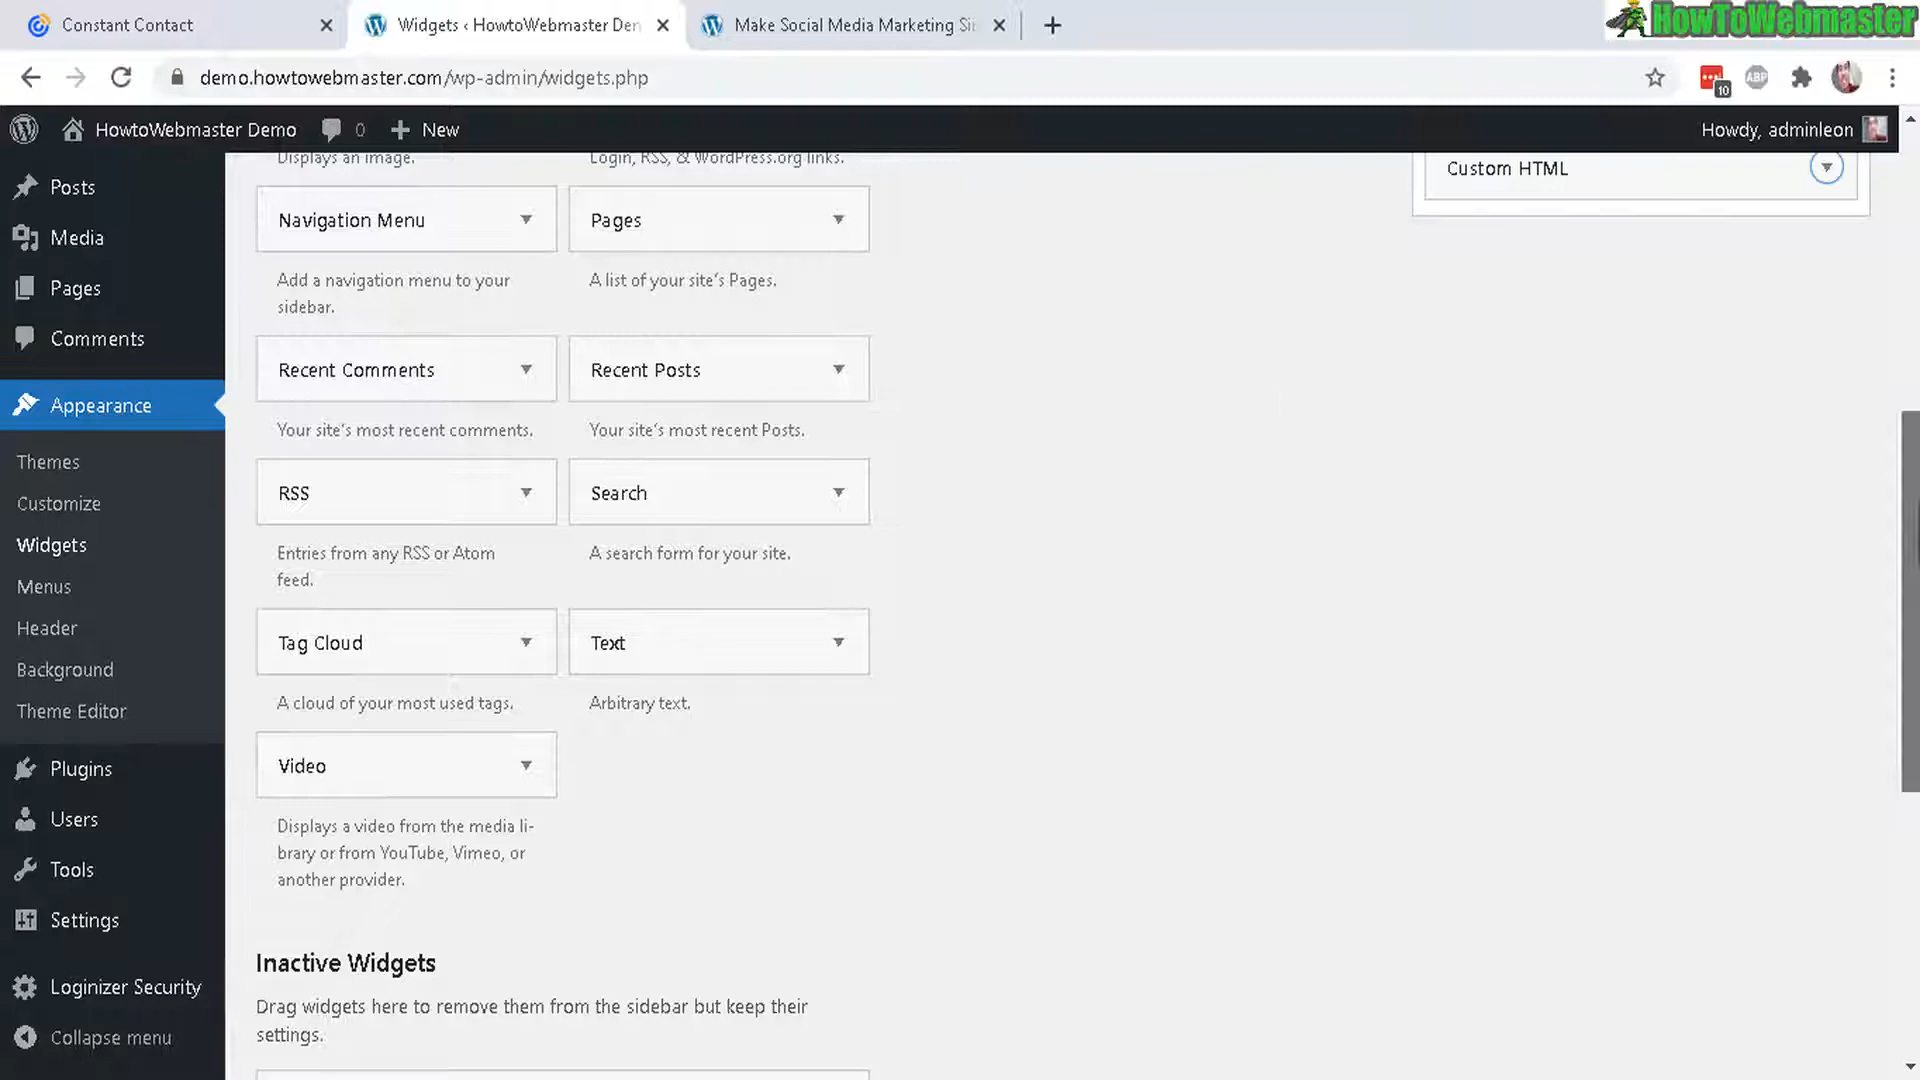 Constant Contact
Widgets ‹ HowtoWebmaster Den
Make Social Media Marketing Si
HowToWebmaster
demo.howtowebmaster.com/wp-admin/widgets.php
ABP
10
HowtoWebmaster Demo
0
New
Howdy, adminleon
Posts
Media
Pages
Comments
Appearance
Themes
Customize
Widgets
Menus
Header
Background
Theme Editor
Plugins
Users
Tools
Settings
Loginizer Security
Collapse menu
Displays an image.
Login, RSS, & WordPress.org links.
Navigation Menu
Pages
Add a navigation menu to your
sidebar.
A list of your site's Pages.
Recent Comments
Recent Posts
Your site's most recent comments.
Your site's most recent Posts.
RSS
Search
Entries from any RSS or Atom
feed.
A search form for your site.
Tag Cloud
Text
A cloud of your most used tags.
Arbitrary text.
Video
Displays a video from the media li-
brary or from YouTube, Vimeo, or
another provider.
Inactive Widgets
Drag widgets here to remove them from the sidebar but keep their
settings.
Custom HTML